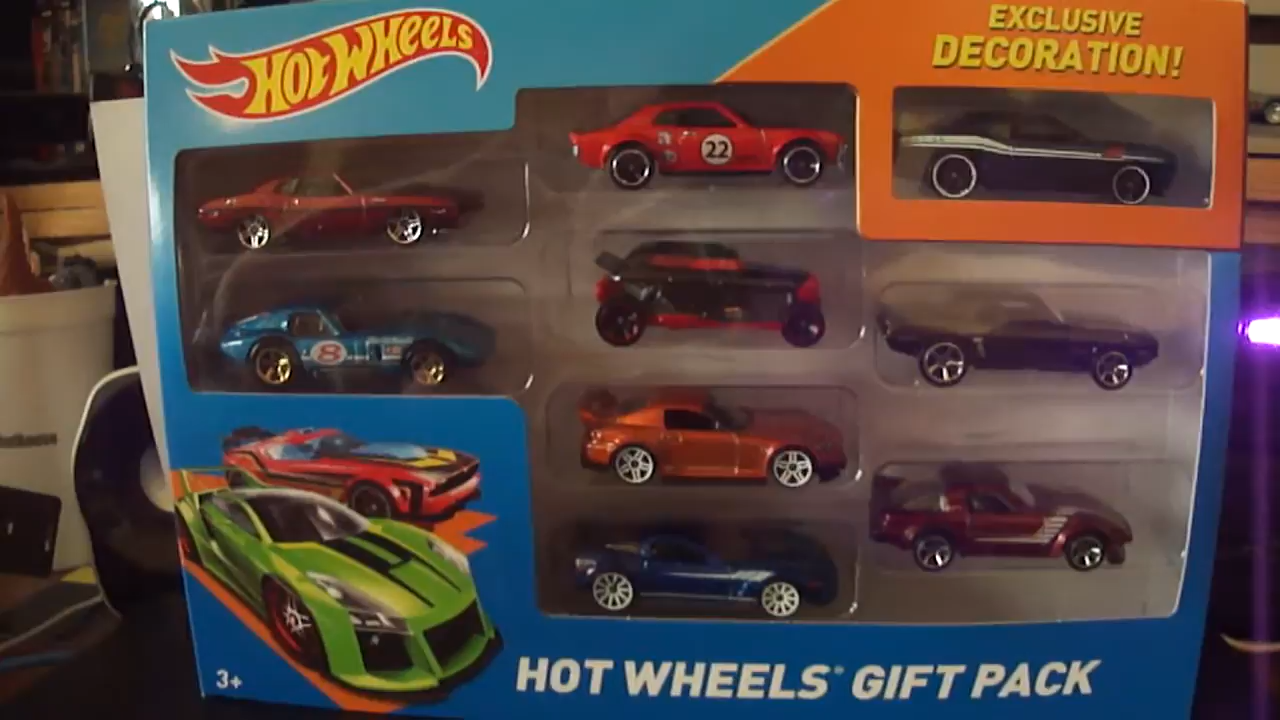 HOT WHEELS
EXCLUSIVE
DECORATION!
22
8
3+
HOT WHEELS® GIFT PACK